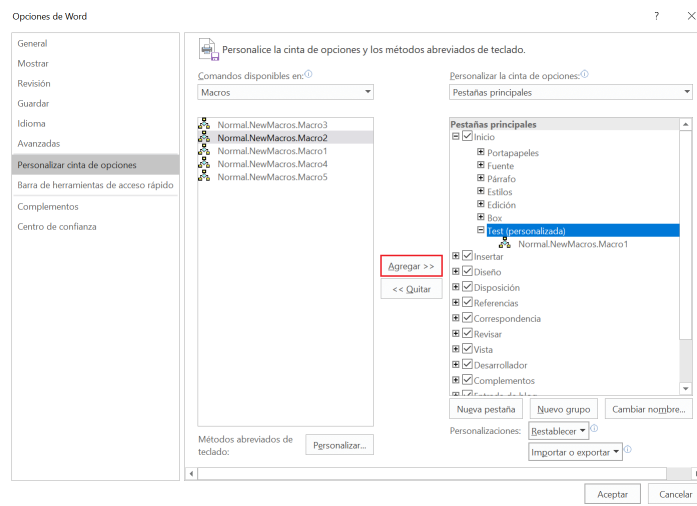 Opciones de Word
? ×
General
Mostrar
Revisión
Guardar
Idioma
Avanzadas
Personalizar cinta de opciones
Barra de herramientas de acceso rápido
Complementos
Centro de confianza
Personalice la cinta de opciones y los métodos abreviados de teclado.
Comandos disponibles en:
Macros
Normal.NewMacros.Macro3
Normal.NewMacros.Macro2
Normal.NewMacros.Macro1
Normal.NewMacros.Macro4
Normal.NewMacros.Macro5
Métodos abreviados de
teclado:
Personalizar...
Agregar >>
<< Quitar
Personalizar la cinta de opciones:
Pestañas principales
Pestañas principales
Inicio
Portapapeles
Fuente
Párrafo
Estilos
Edición
Box
Test (personalizada)
Normal.NewMacros.Macro1
Insertar
Diseño
Disposición
Referencias
Correspondencia
Revisar
Vista
Desarrollador
Complementos
Entrada de blog
Nueva pestaña
Nuevo grupo
Cambiar nombre...
Personalizaciones:
Restablecer
Importar o exportar
Aceptar
Cancelar